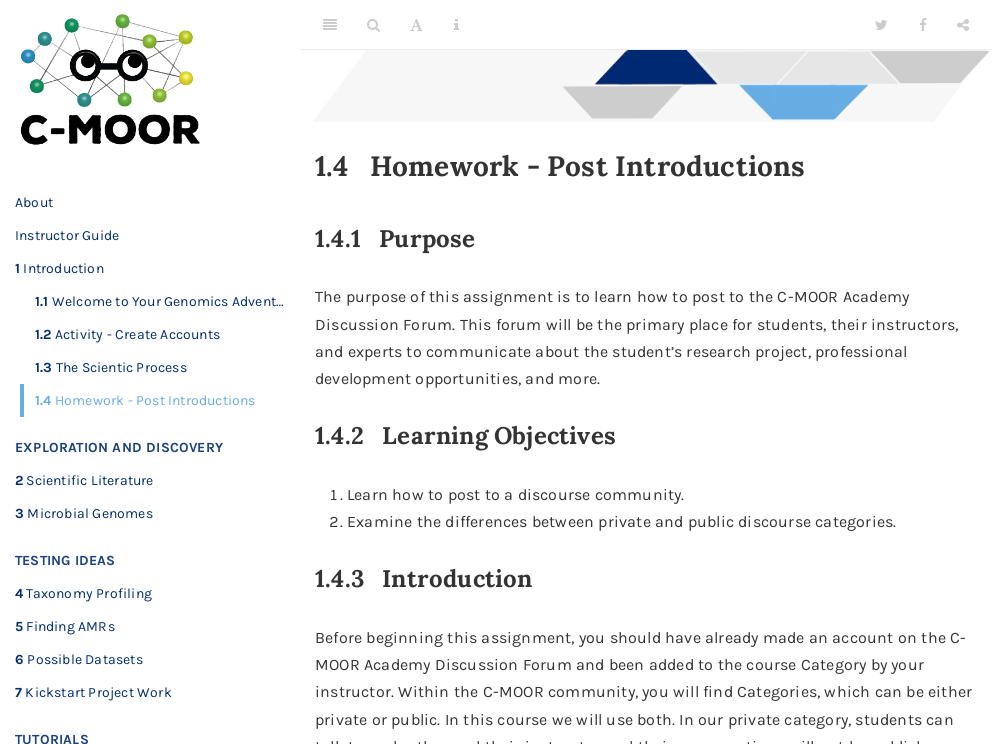 C-MOOR
About
Instructor Guide
1 Introduction
1.1 Welcome to Your Genomics Advent…
1.2 Activity - Create Accounts
1.3 The Scientic Process
1.4 Homework - Post Introductions
EXPLORATION AND DISCOVERY
2 Scientific Literature
3 Microbial Genomes
TESTING IDEAS
4 Taxonomy Profiling
5 Finding AMRs
6 Possible Datasets
7 Kickstart Project Work
TUTORIALS
1.4 Homework - Post Introductions
1.4.1 Purpose
The purpose of this assignment is to learn how to post to the C-MOOR Academy
Discussion Forum. This forum will be the primary place for students, their instructors,
and experts to communicate about the student’s research project, professional
development opportunities, and more.
1.4.2 Learning Objectives
1. Learn how to post to a discourse community.
2. Examine the differences between private and public discourse categories.
1.4.3 Introduction
Before beginning this assignment, you should have already made an account on the C-
MOOR Academy Discussion Forum and been added to the course Category by your
instructor. Within the C-MOOR community, you will find Categories, which can be either
private or public. In this course we will use both. In our private category, students can